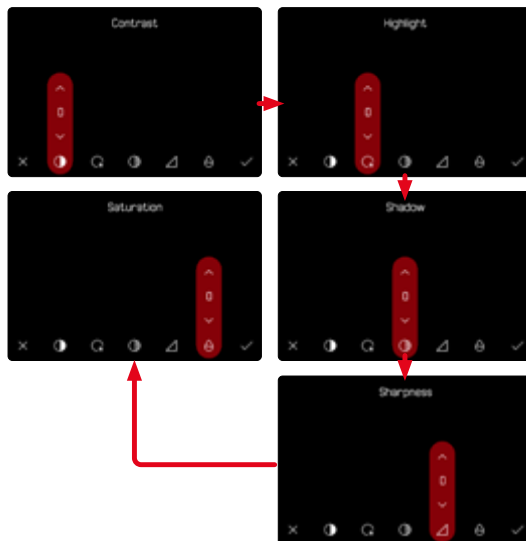 Contrast
0
Highlight
0
Shadow
0
Sharpness
0
Saturation
0